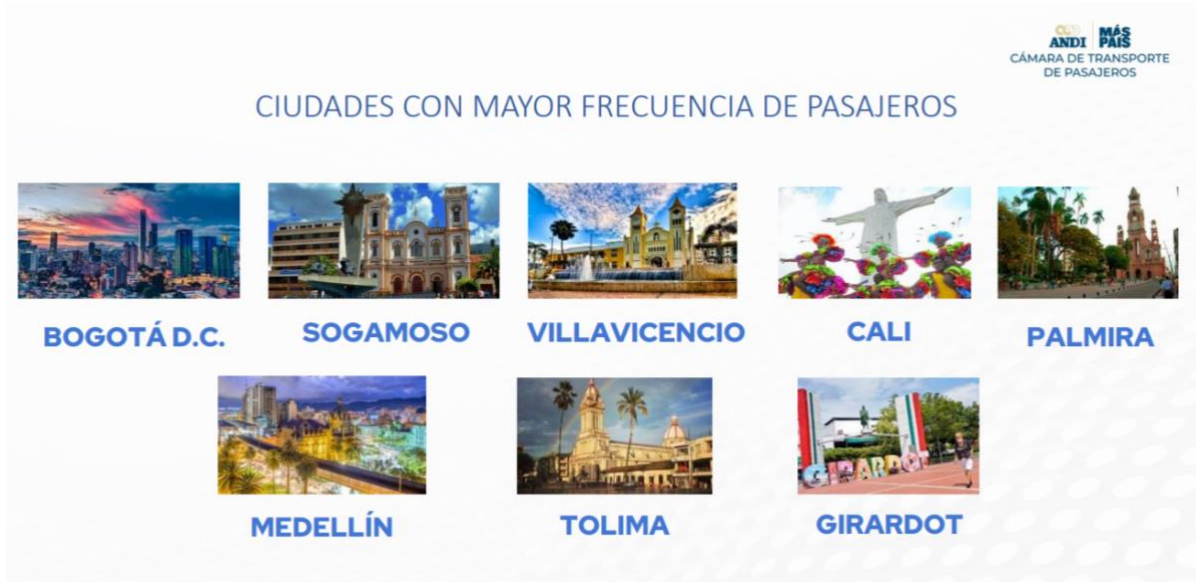 ANDI MÁS PAÍS
CÁMARA DE TRANSPORTE
DE PASAJEROS
CIUDADES CON MAYOR FRECUENCIA DE PASAJEROS
BOGOTÁ D.C.
SOGAMOSO
VILLAVICENCIO
CALI
PALMIRA
GIRARDOT
MEDELLÍN
TOLIMA
GIRARDOT